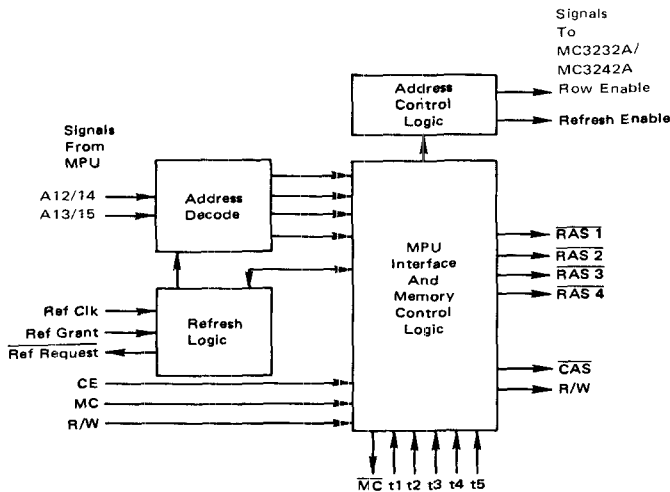 Signals
To
MC3232A/
MC3242A
Row Enable
Refresh Enable
Address
Control
Logic
Signals
From
MPU
A12/14
A13/15
Address
Decode
MPU
Interface
And
Memory
Control
Logic
RAS 1
RAS 2
RAS 3
RAS 4
Ref Clk
Ref Grant
Ref Request
Refresh
Logic
CE
MC
R/W
CAS
R/W
MC t1 t2 t3 t4 t5